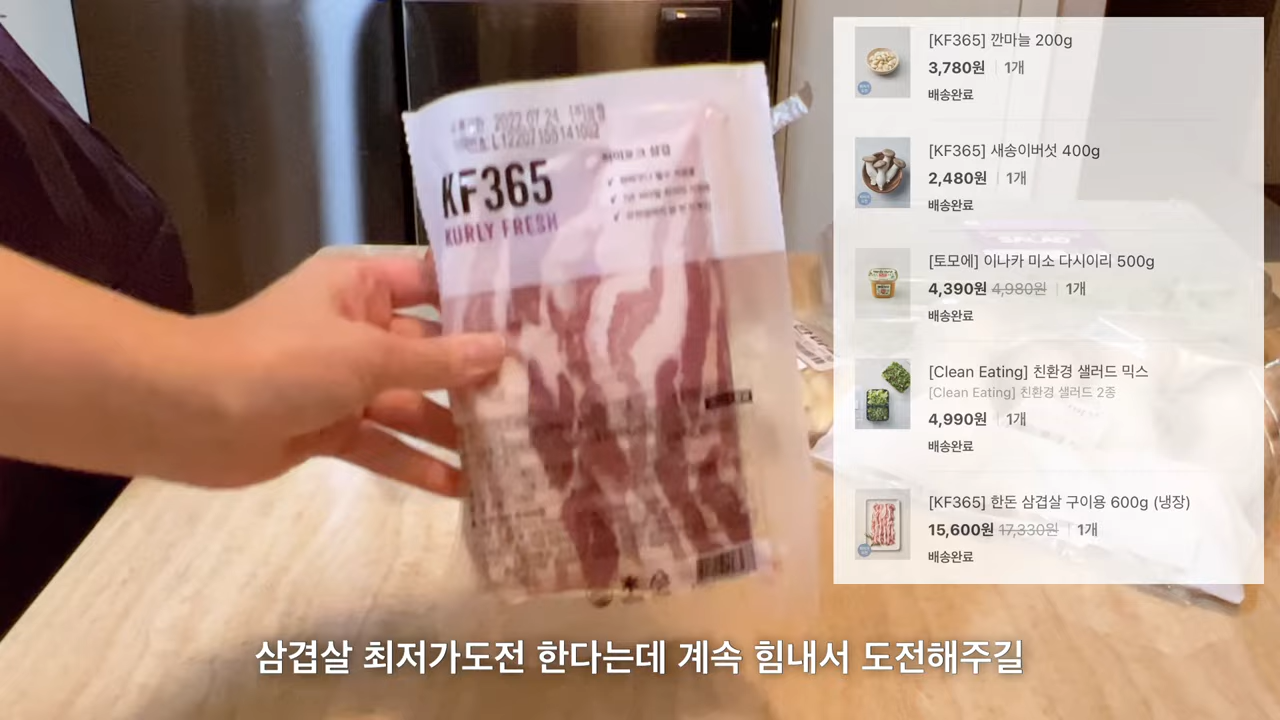 2022.07.24
KF365
KURLY FRESH
[KF365] 깐마늘 200g
3,780원 | 1개
배송완료
[KF365] 새송이버섯 400g
2,480원 | 1개
배송완료
[토모에] 이나카 미소 다시이리 500g
4,390원 4,980원 | 1개
배송완료
[Clean Eating] 친환경 샐러드 믹스
[Clean Eating] 친환경 샐러드 2종
4,990원 | 1개
배송완료
[KF365] 한돈 삼겹살 구이용 600g (냉장)
15,600원 17,330원 | 1개
배송완료
삼겹살 최저가도전 한다는데 계속 힘내서 도전해주길